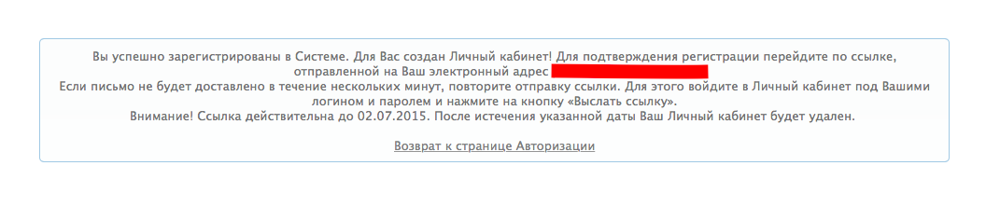 Вы успешно зарегистрированы в Системе. Для Вас создан Личный кабинет! Для подтверждения регистрации перейдите по ссылке,
отправленной на Ваш электронный адрес
Если письмо не будет доставлено в течение нескольких минут, повторите отправку ссылки. Для этого войдите в Личный кабинет под Вашими
логином и паролем и нажмите на кнопку «Выслать ссылку».
Внимание! Ссылка действительна до 02.07.2015. После истечения указанной даты Ваш Личный кабинет будет удален.
Возврат к странице Авторизации